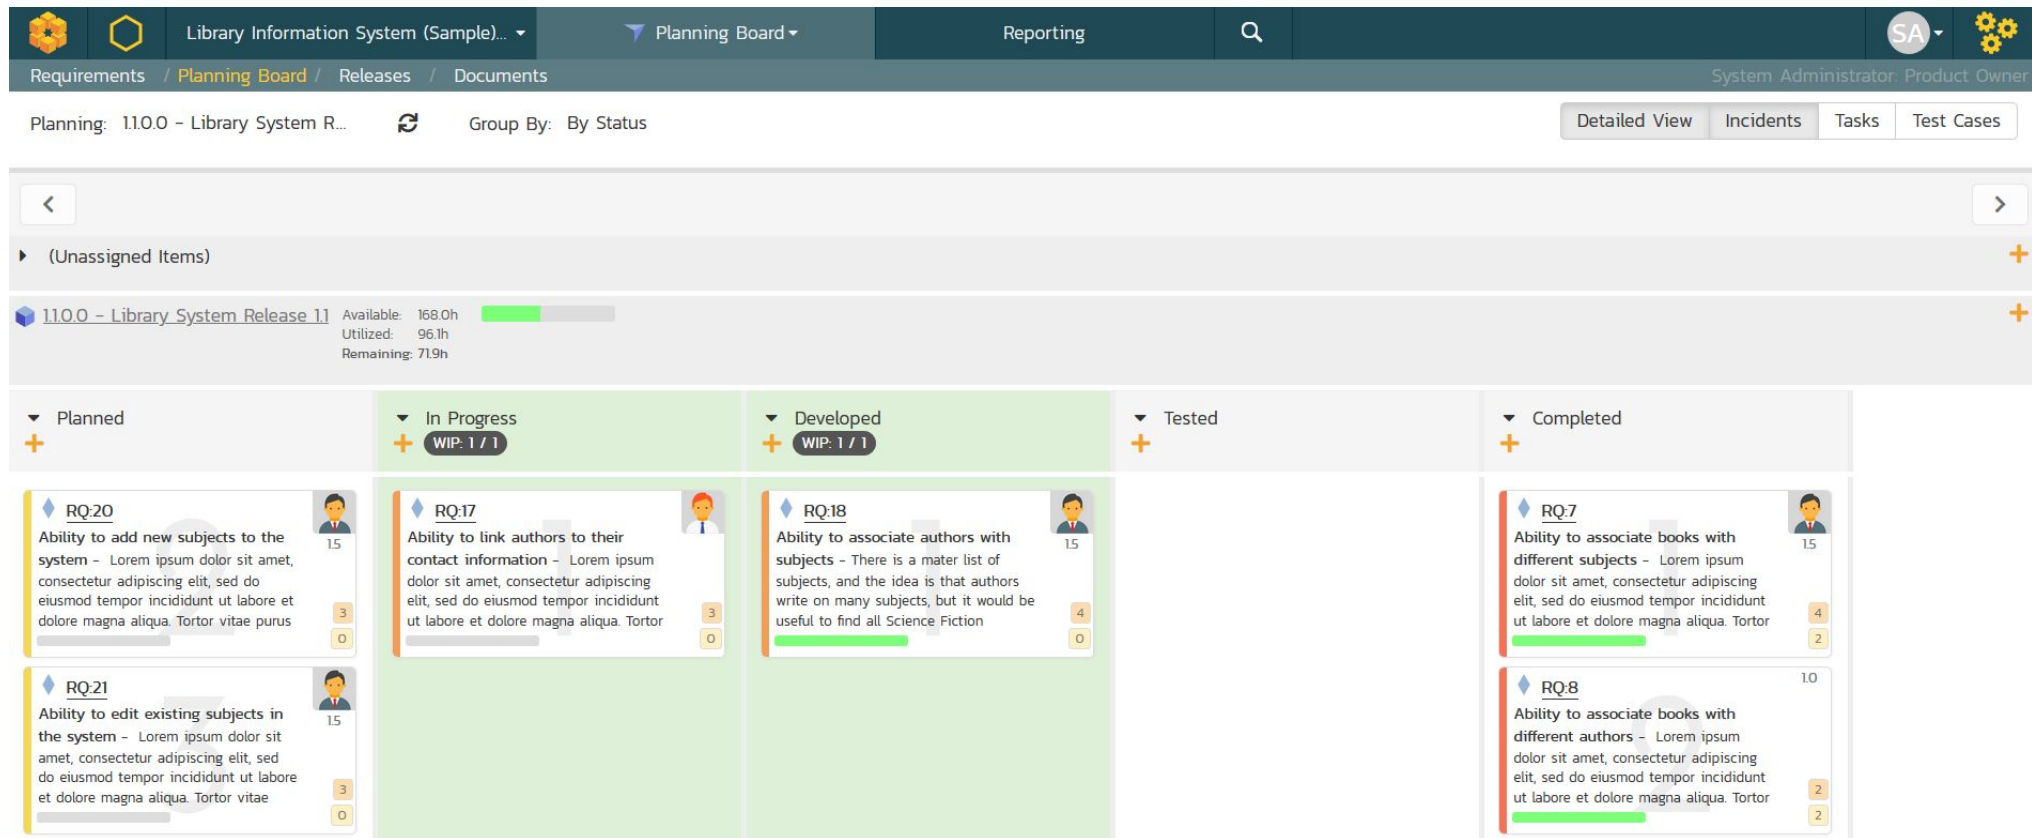 Library Information System (Sample)...
Planning Board
Reporting
SA
Requirements / Planning Board / Releases / Documents
System Administrator: Product Owner
Planning: 1.1.0.0 - Library System R...
Group By: By Status
Detailed View
Incidents
Tasks
Test Cases
(Unassigned Items)
1.1.0.0 - Library System Release 1.1
Available: 168.0h
Utilized: 96.1h
Remaining: 71.9h
Planned
In Progress
WIP: 1 / 1
Developed
WIP: 1 / 1
Tested
Completed
2
RQ:20
Ability to add new subjects to the
system - Lorem ipsum dolor sit amet,
consectetur adipiscing elit, sed do
eiusmod tempor incididunt ut labore et
dolore magna aliqua. Tortor vitae purus
1.5
3
0
3
RQ:21
Ability to edit existing subjects in
the system - Lorem ipsum dolor sit
amet, consectetur adipiscing elit, sed
do eiusmod tempor incididunt ut labore
et dolore magna aliqua. Tortor vitae
1.5
3
0
1
RQ:17
Ability to link authors to their
contact information - Lorem ipsum
dolor sit amet, consectetur adipiscing
elit, sed do eiusmod tempor incididunt
ut labore et dolore magna aliqua. Tortor
3
0
1
RQ:18
Ability to associate authors with
subjects - There is a mater list of
subjects, and the idea is that authors
write on many subjects, but it would be
useful to find all Science Fiction
1.5
4
0
1
RQ:7
Ability to associate books with
different subjects - Lorem ipsum
dolor sit amet, consectetur adipiscing
elit, sed do eiusmod tempor incididunt
ut labore et dolore magna aliqua. Tortor
1.5
4
2
2
RQ:8
Ability to associate books with
different authors - Lorem ipsum
dolor sit amet, consectetur adipiscing
elit, sed do eiusmod tempor incididunt
ut labore et dolore magna aliqua. Tortor
1.0
2
2